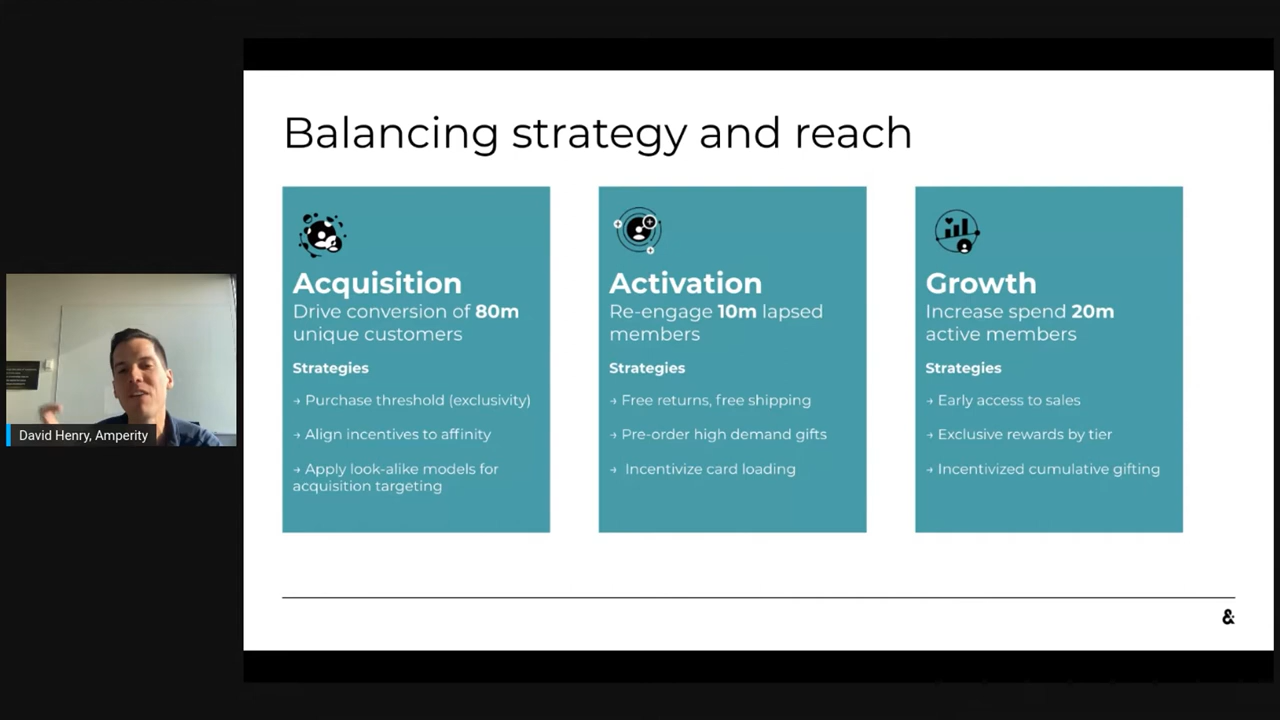 Balancing strategy and reach
Acquisition
Drive conversion of 80m
unique customers
Strategies
→ Purchase threshold (exclusivity)
→ Align incentives to affinity
→ Apply look-alike models for
acquisition targeting
Activation
Re-engage 10m lapsed
members
Strategies
→ Free returns, free shipping
→ Pre-order high demand gifts
→ Incentivize card loading
Growth
Increase spend 20m
active members
Strategies
→ Early access to sales
→ Exclusive rewards by tier
→ Incentivized cumulative gifting
&
David Henry, Amperity